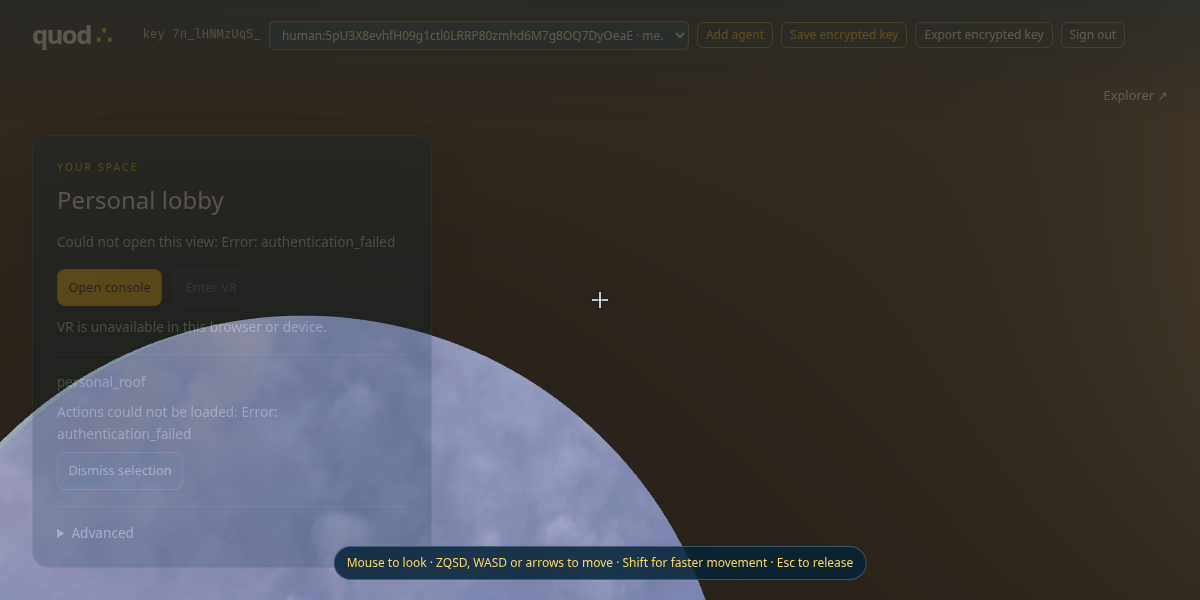 quod
key 7n_lHNMzUqS_
human:5pU3X8evhfH09g1ctl0LRRP80zmhd6M7g8OQ7DyOeaE · me.
Add agent
Save encrypted key
Export encrypted key
Sign out
Explorer ↗
YOUR SPACE
Personal lobby
Could not open this view: Error: authentication_failed
Open console
Enter VR
VR is unavailable in this browser or device.
personal_roof
Actions could not be loaded: Error:
authentication_failed
Dismiss selection
Advanced
Mouse to look · ZQSD, WASD or arrows to move · Shift for faster movement · Esc to release